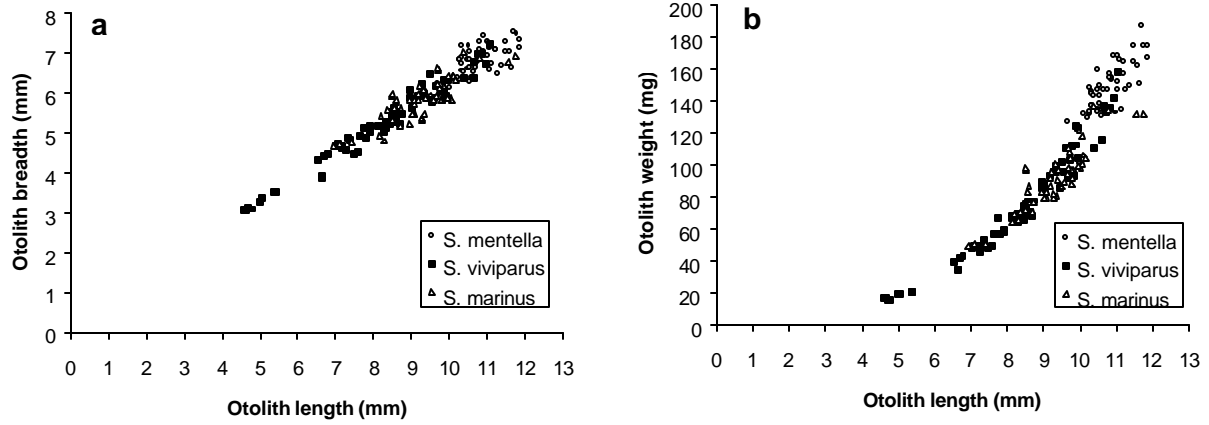 a
8
7
6
5
4
3
2
1
0
Otolith breadth (mm)
S. mentella
S. viviparus
S. marinus
0 1 2 3 4 5 6 7 8 9 10 11 12 13
Otolith length (mm)
b
200
180
160
140
120
100
80
60
40
20
0
Otolith weight (mg)
S. mentella
S. viviparus
S. marinus
0 1 2 3 4 5 6 7 8 9 10 11 12 13
Otolith length (mm)